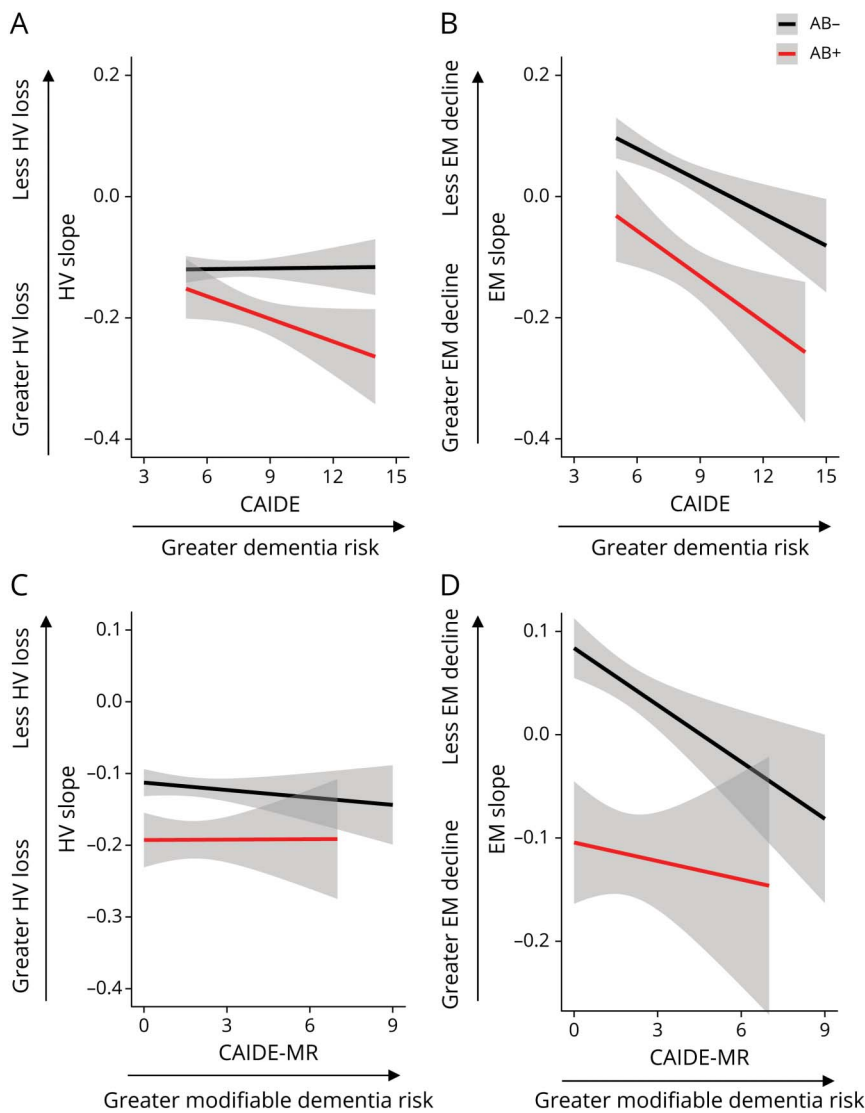 A
Less HV loss
Greater HV loss
HV slope
0.2
0.0
–0.2
–0.4
3 6 9 12 15
CAIDE
Greater dementia risk
B
AB–
AB+
Less EM decline
Greater EM decline
EM slope
0.2
0.0
–0.2
–0.4
3 6 9 12 15
CAIDE
Greater dementia risk
C
Less HV loss
Greater HV loss
HV slope
0.1
0.0
–0.1
–0.2
–0.3
–0.4
0 3 6 9
CAIDE-MR
Greater modifiable dementia risk
D
Less EM decline
Greater EM decline
EM slope
0.1
0.0
–0.1
–0.2
0 3 6 9
CAIDE-MR
Greater modifiable dementia risk